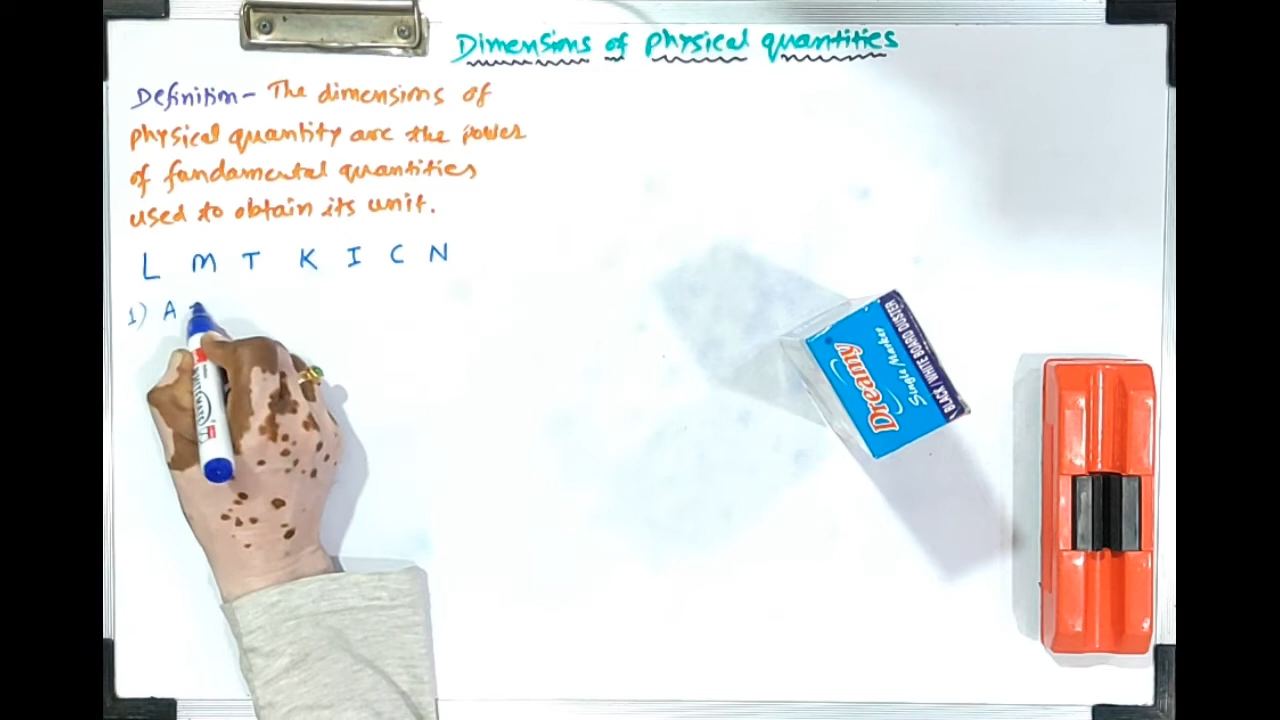 Dimensions of physical quantities
Definition - The dimensions of
physical quantity are the power
of fundamental quantities
used to obtain its unit.
L M T K I C N
1) A
Dreamy
Single Marker
BLACK / WHITE BOARD DUSTER